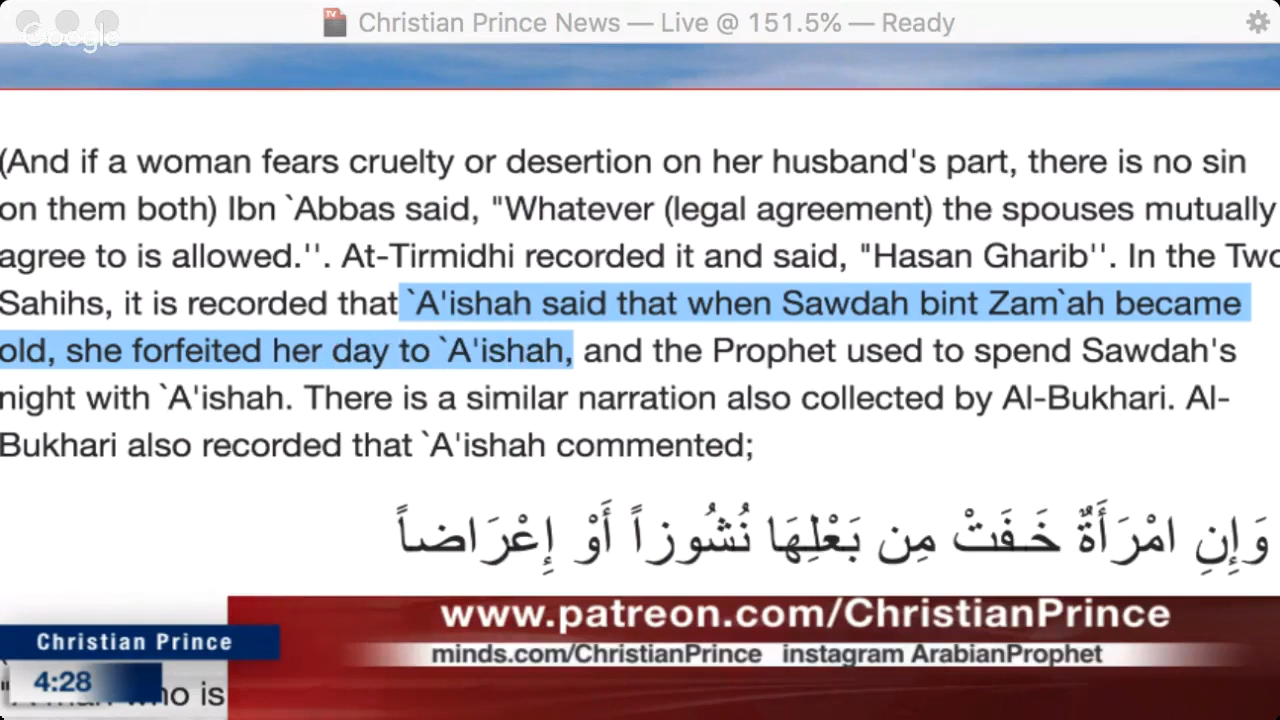 Christian Prince News — Live @ 151.5% — Ready
Google
(And if a woman fears cruelty or desertion on her husband's part, there is no sin
on them both) Ibn `Abbas said, "Whatever (legal agreement) the spouses mutually
agree to is allowed.''. At-Tirmidhi recorded it and said, "Hasan Gharib''. In the Two
Sahihs, it is recorded that `A'ishah said that when Sawdah bint Zam`ah became
old, she forfeited her day to `A'ishah, and the Prophet used to spend Sawdah's
night with `A'ishah. There is a similar narration also collected by Al-
Bukhari also recorded that `A'ishah commented;
وَإِنِ امْرَأَةٌ خَـفَتْ مِن بَعْلِهَا نُشُوزاً أَوْ إِعْرَاضاً
www.patreon.com/ChristianPrince
Christian Prince
minds.com/ChristianPrince instagram ArabianProphet
4:28
who is